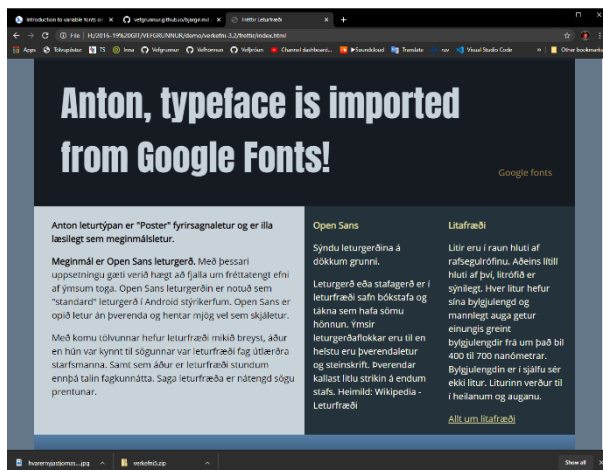 Introduction to variable fonts on
vefgrunnur.github.io/bjargir.md
Fréttir Leturfræði
File | H:/2016-19%20GIT/VEFGRUNNUR/demo/verkefni-3.2/frettir/index.html
Apps
Tölvupóstur
TS
Inna
Vefgrunnur
Vefhönnun
Vefþróun
Channel dashboard...
Soundcloud
Translate
rúv
Visual Studio Code
»
Other bookmarks
Anton, typeface is imported
from Google Fonts!
Google fonts
Anton leturtýpan er "Poster" fyrirsagnaletur og er illa
læsilegt sem meginmálsletur.
Meginmál er Open Sans leturgerð. Með þessari
uppsetningu gæti verið hægt að fjalla um fréttatengt efni
af ýmsum toga. Open Sans leturgerðin er notuð sem
"standard" leturgerð í Android stýrikerfum. Open Sans er
opið letur án þverenda og hentar mjög vel sem skjáletur.
Með komu tölvunnar hefur leturfræði mikið breyst, áður
en hún var kynnt til sögunnar var leturfræði fag útlærðra
starfsmanna. Samt sem áður er leturfræði stundum
ennþá talin fagkunnátta. Saga leturfræða er nátengd sögu
prentunar.
Open Sans
Sýndu leturgerðina á
dökkum grunni.
Leturgerð eða stafagerð er í
leturfræði safn bókstafa og
tákna sem hafa sömu
hönnun. Ýmsir
leturgerðaflokkar eru til en
helstu eru þverendaletur
og steinskrift. Þverendar
kallast litlu strikin á endum
stafs. Heimild: Wikipedia -
Leturfræði
Litafræði
Litir eru í raun hluti af
rafsegulrófinu. Aðeins lítill
hluti af því, litrófið er
sýnilegt. Hver litur hefur
sína bylgjulengd og
mannlegt auga getur
einungis greint
bylgjulengdir frá um það bil
400 til 700 nanómetrar.
Bylgjulengdin er í sjálfu sér
ekki litur. Liturinn verður til
í heilanum og auganu.
Allt um litafræði
verkefni5.zip
Show all